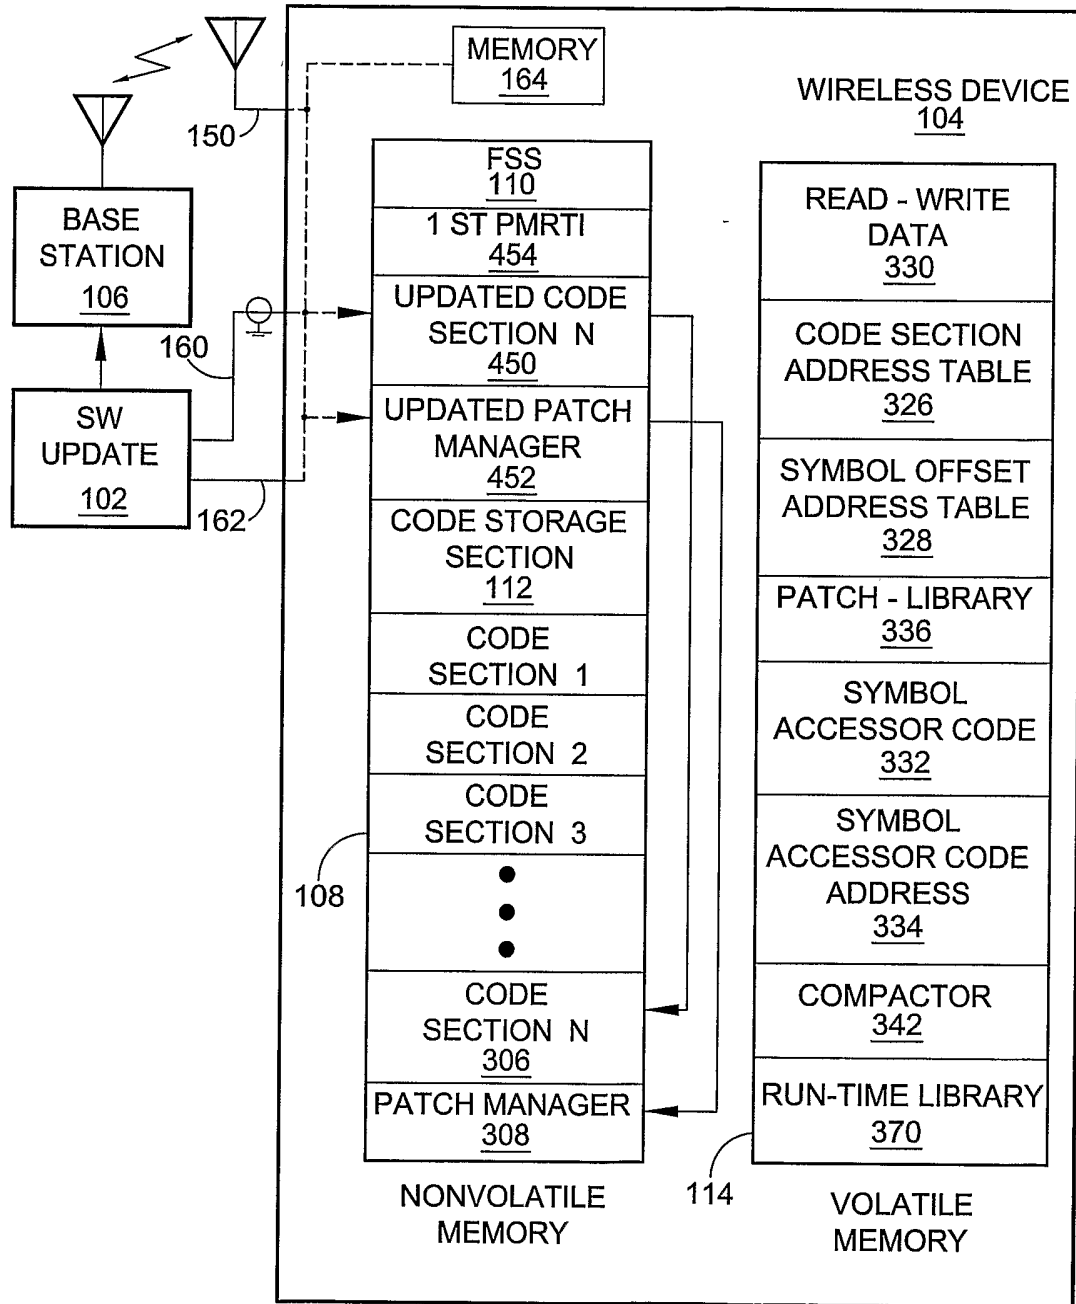 MEMORY
164
WIRELESS DEVICE
104
150
BASE
STATION
106
160
SW
UPDATE
102
162
FSS
110
1 ST PMRTI
454
UPDATED CODE
SECTION N
450
UPDATED PATCH
MANAGER
452
CODE STORAGE
SECTION
112
CODE
SECTION 1
CODE
SECTION 2
CODE
SECTION 3
108
CODE
SECTION N
306
PATCH MANAGER
308
NONVOLATILE
MEMORY
READ - WRITE
DATA
330
CODE SECTION
ADDRESS TABLE
326
SYMBOL OFFSET
ADDRESS TABLE
328
PATCH - LIBRARY
336
SYMBOL
ACCESSOR CODE
332
SYMBOL
ACCESSOR CODE
ADDRESS
334
COMPACTOR
342
RUN-TIME LIBRARY
370
114
VOLATILE
MEMORY